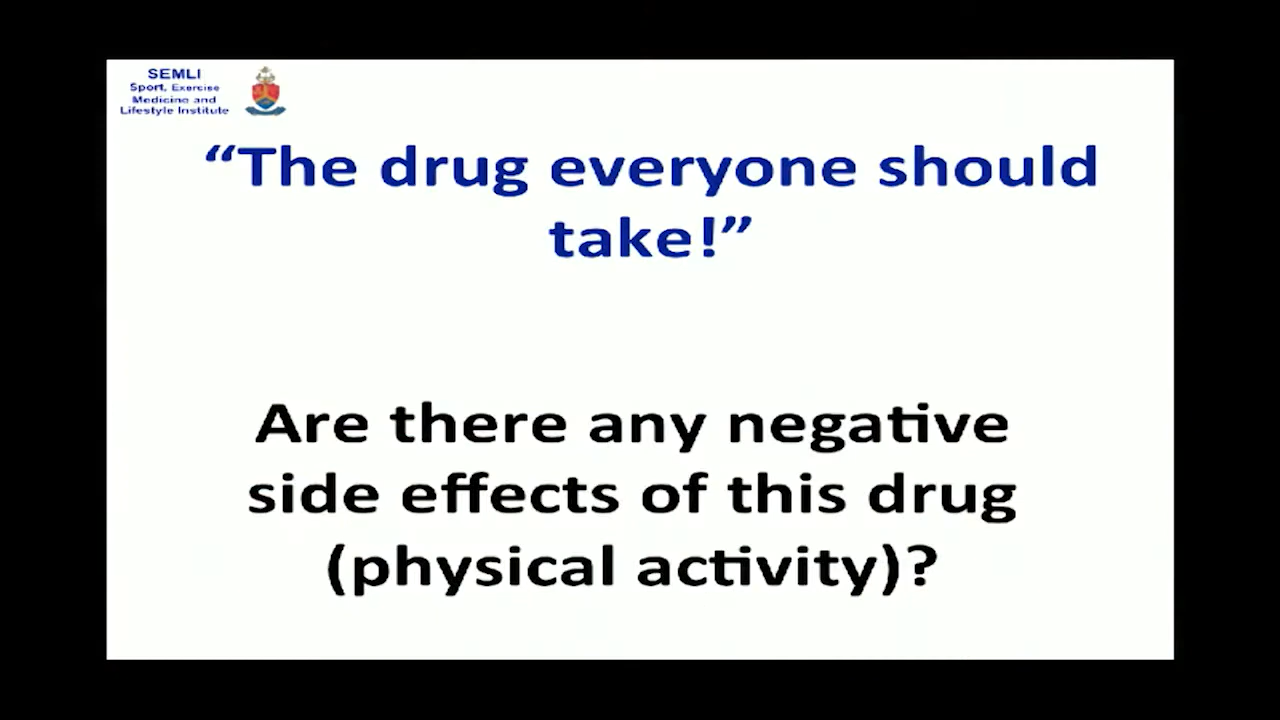 SEMLI
Sport, Exercise
Medicine and
Lifestyle Institute
“The drug everyone should
take!”
Are there any negative
side effects of this drug
(physical activity)?